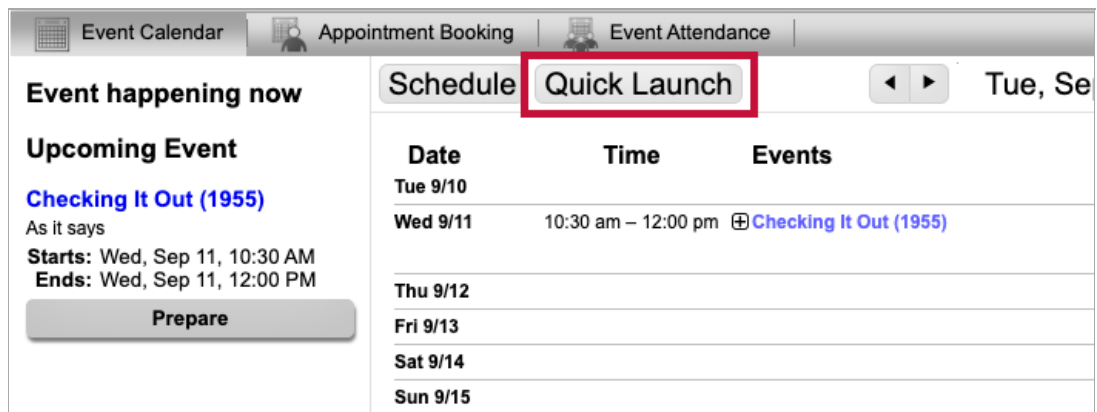 Event Calendar Appointment Booking Event Attendance
Event happening now
Upcoming Event
Checking It Out (1955)
As it says
Starts: Wed, Sep 11, 10:30 AM
Ends: Wed, Sep 11, 12:00 PM
Prepare
Schedule Quick Launch Tue, Se
Date Time Events
Tue 9/10
Wed 9/11 10:30 am – 12:00 pm Checking It Out (1955)
Thu 9/12
Fri 9/13
Sat 9/14
Sun 9/15